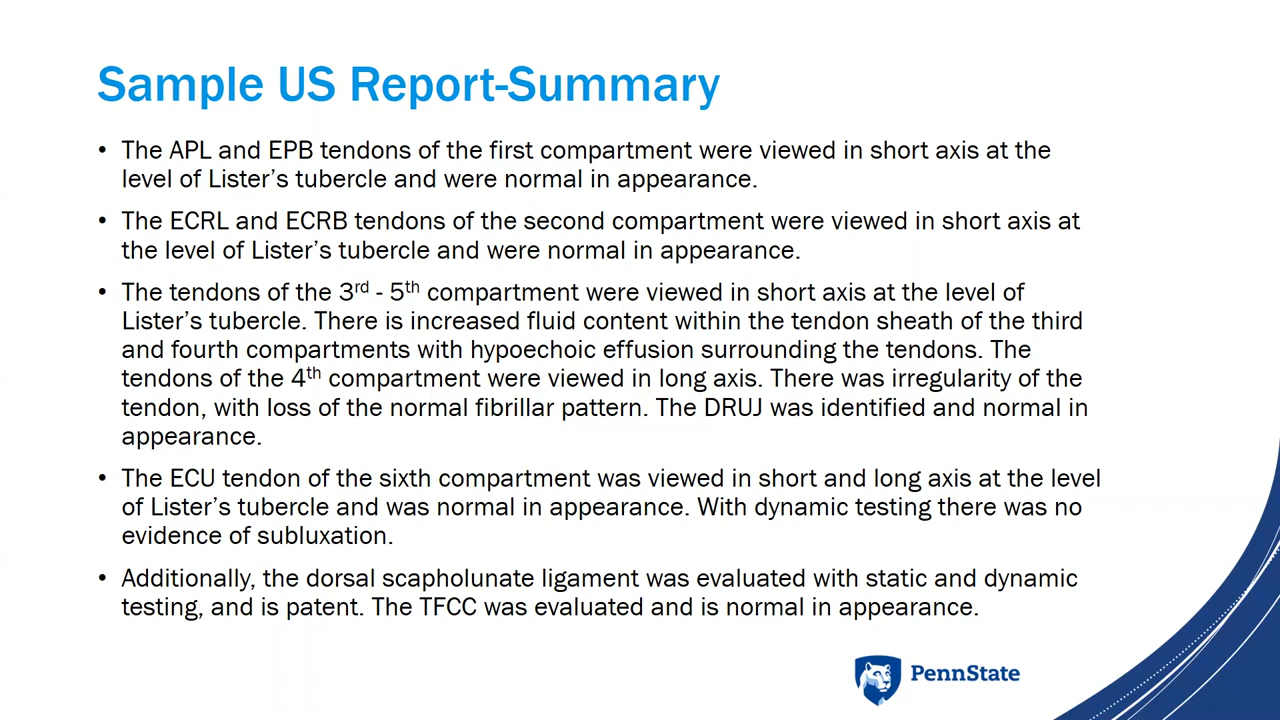 Sample US Report-Summary
• The APL and EPB tendons of the first compartment were viewed in short axis at the
level of Lister's tubercle and were normal in appearance.
• The ECRL and ECRB tendons of the second compartment were viewed in short axis at
the level of Lister's tubercle and were normal in appearance.
• The tendons of the 3rd - 5th compartment were viewed in short axis at the level of
Lister's tubercle. There is increased fluid content within the tendon sheath of the third
and fourth compartments with hypoechoic effusion surrounding the tendons. The
tendons of the 4th compartment were viewed in long axis. There was irregularity of the
tendon, with loss of the normal fibrillar pattern. The DRUJ was identified and normal in
appearance.
• The ECU tendon of the sixth compartment was viewed in short and long axis at the level
of Lister's tubercle and was normal in appearance. With dynamic testing there was no
evidence of subluxation.
• Additionally, the dorsal scapholunate ligament was evaluated with static and dynamic
testing, and is patent. The TFCC was evaluated and is normal in appearance.
PennState